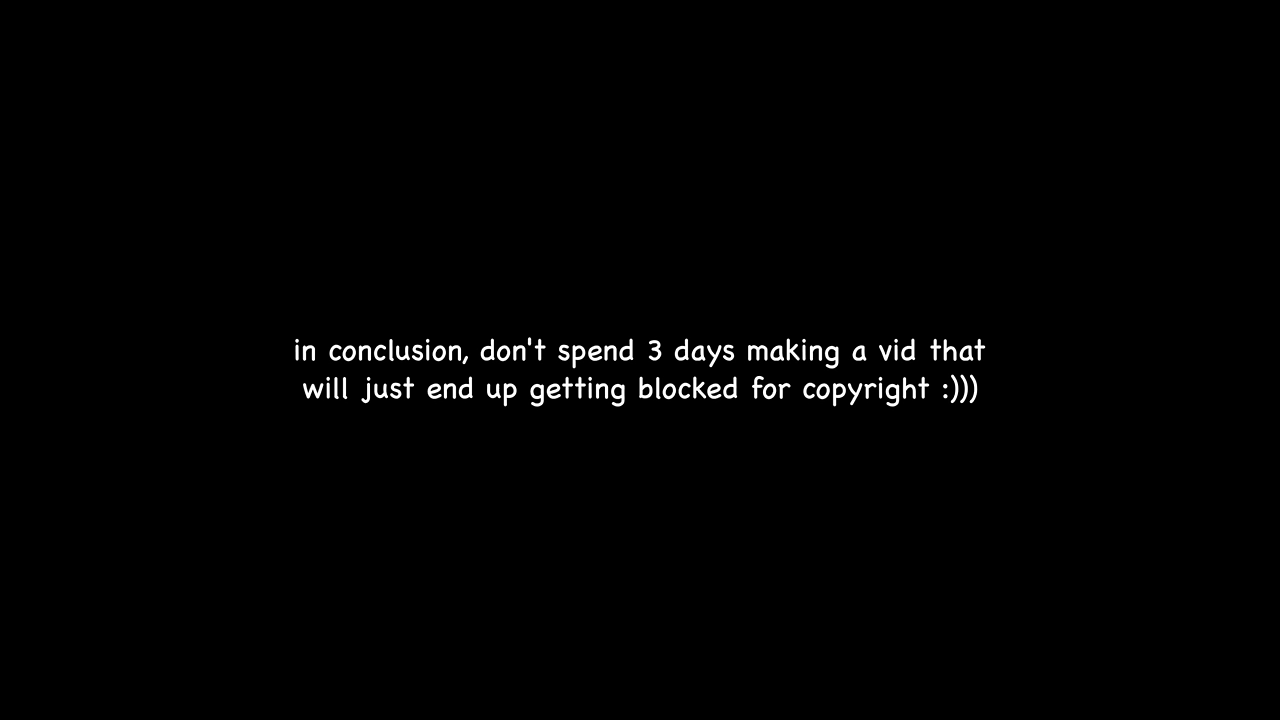 in conclusion, don't spend 3 days making a vid that
will just end up getting blocked for copyright :)))